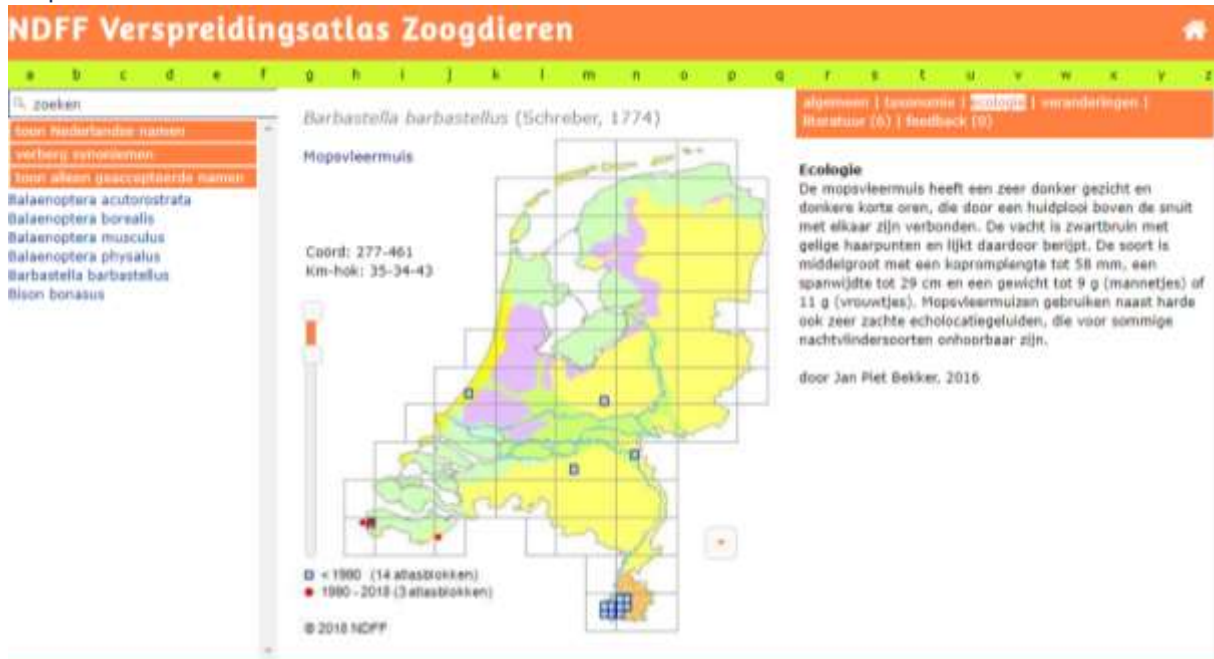 NDFF Verspreidingsatlas Zoogdieren
a b c d e f g h i j k l m n o p q r s t u v w x y z
zoeken
toon Nederlandse namen
verberg synoniemen
toon alleen geaccepteerde namen
Balaenoptera acutorostrata
Balaenoptera borealis
Balaenoptera musculus
Balaenoptera physalus
Barbastella barbastellus
Bison bonasus
Barbastella barbastellus (Schreber, 1774)
Mopsvleermuis
Coord: 277-461
Km-hok: 35-34-43
< 1980 (14 atlasblokken)
1980 - 2018 (3 atlasblokken)
© 2018 NDFF
algemeen | taxonomie | ecologie | veranderingen |
literatuur (6) | feedback (0)
Ecologie
De mopsvleermuis heeft een zeer donker gezicht en
donkere korte oren, die door een huidplooi boven de snuit
met elkaar zijn verbonden. De vacht is zwartbruin met
gelige haarpunten en lijkt daardoor berijpt. De soort is
middelgroot met een kopromplengte tot 58 mm, een
spanwijdte tot 29 cm en een gewicht tot 9 g (mannetjes) of
11 g (vrouwtjes). Mopsvleermuizen gebruiken naast harde
ook zeer zachte echolocatiegeluiden, die voor sommige
nachtvlindersoorten onhoorbaar zijn.
door Jan Piet Bekker, 2016